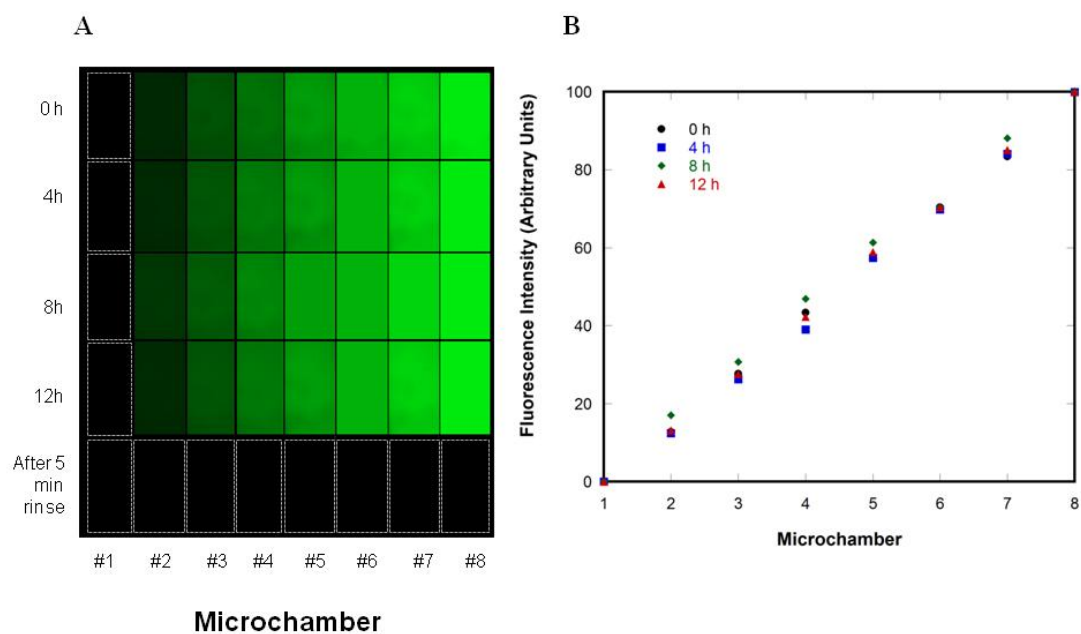 A
0 h
4h
8h
12h
After 5
min
rinse
#1 #2 #3 #4 #5 #6 #7 #8
Microchamber
B
Fluorescence Intensity (Arbitrary Units)
100
80
60
40
20
0
0 h
4 h
8 h
12 h
1 2 3 4 5 6 7 8
Microchamber